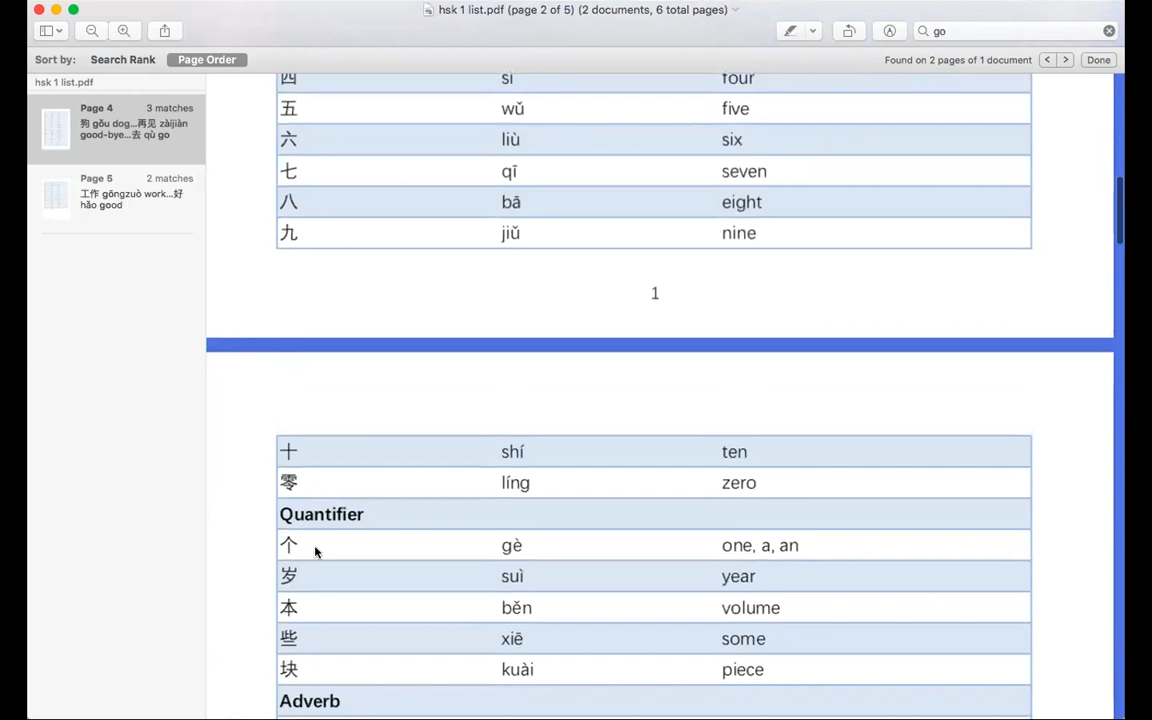 hsk 1 list.pdf (page 2 of 5) (2 documents, 6 total pages)
go
Sort by: Search Rank Page Order Found on 2 pages of 1 document Done
hsk 1 list.pdf
Page 4 3 matches
狗 gǒu dog...再见 zàijiàn
good-bye...去 qù go
Page 5 2 matches
工作 gōngzuò work...好
hǎo good
四 sì four
五 wǔ five
六 liù six
七 qī seven
八 bā eight
九 jiǔ nine
1
十 shí ten
零 líng zero
Quantifier
个 gè one, a, an
岁 suì year
本 běn volume
些 xiē some
块 kuài piece
Adverb